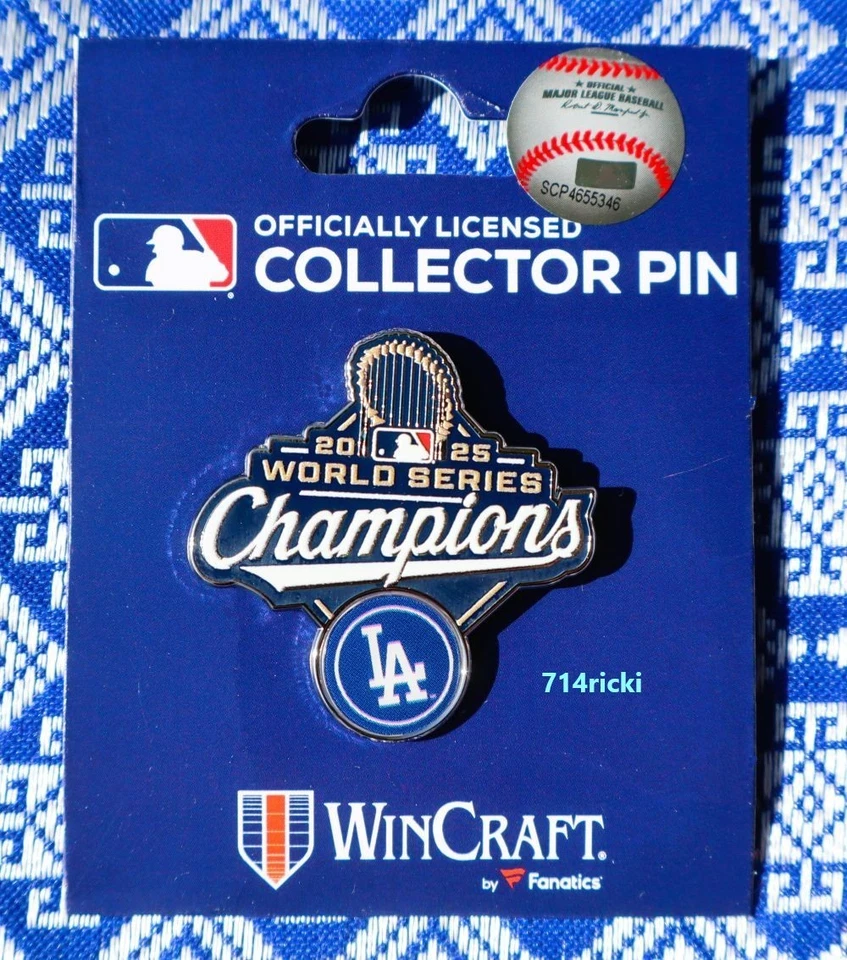 ★ OFFICIAL ★
MAJOR LEAGUE BASEBALL
SCP4655346
OFFICIALLY LICENSED
COLLECTOR PIN
20 25
WORLD SERIES
Champions
LA
714ricki
WINCRAFT.
by Fanatics